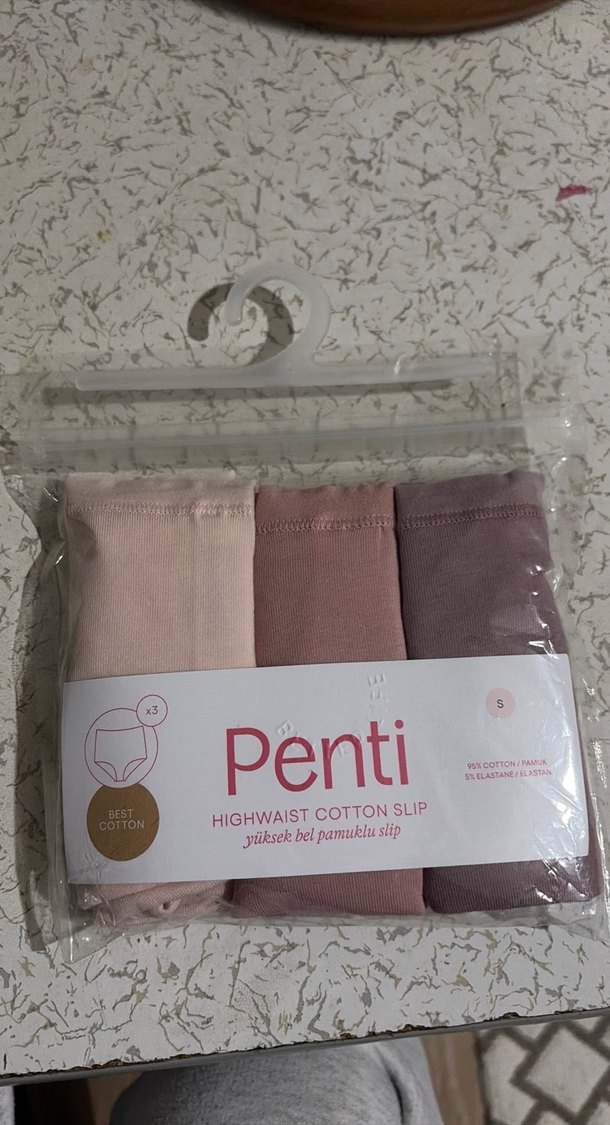 x3
S
Penti
95% COTTON / PAMUK
5% ELASTANE / ELASTAN
BEST
COTTON
HIGHWAIST COTTON SLIP
yüksek bel pamuklu slip